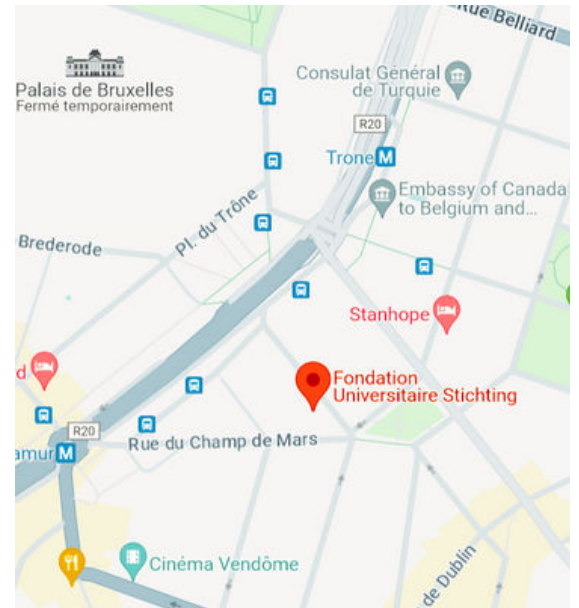 Rue Belliard
Consulat Général
de Turquie
Palais de Bruxelles
Fermé temporairement
R20
Trone M
Embassy of Canada
to Belgium and...
Pl. du Trône
Brederode
Stanhope
d
Fondation
Universitaire Stichting
R20
Rue du Champ de Mars
amur M
Cinéma Vendôme
de Dublin